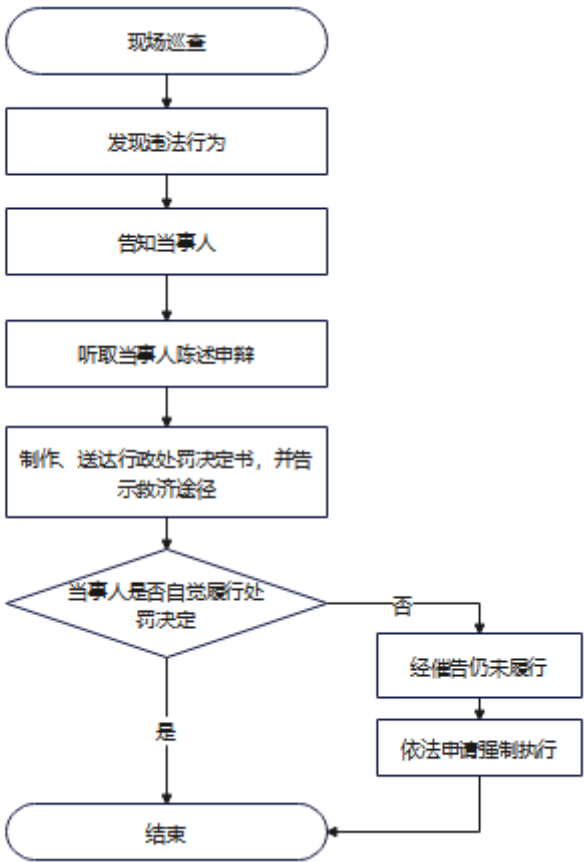 现场巡查
发现违法行为
告知当事人
听取当事人陈述申辩
制作、送达行政处罚决定书，并告
示救济途径
当事人是否自觉履行处
罚决定
否
经催告仍未履行
依法申请强制执行
是
结束